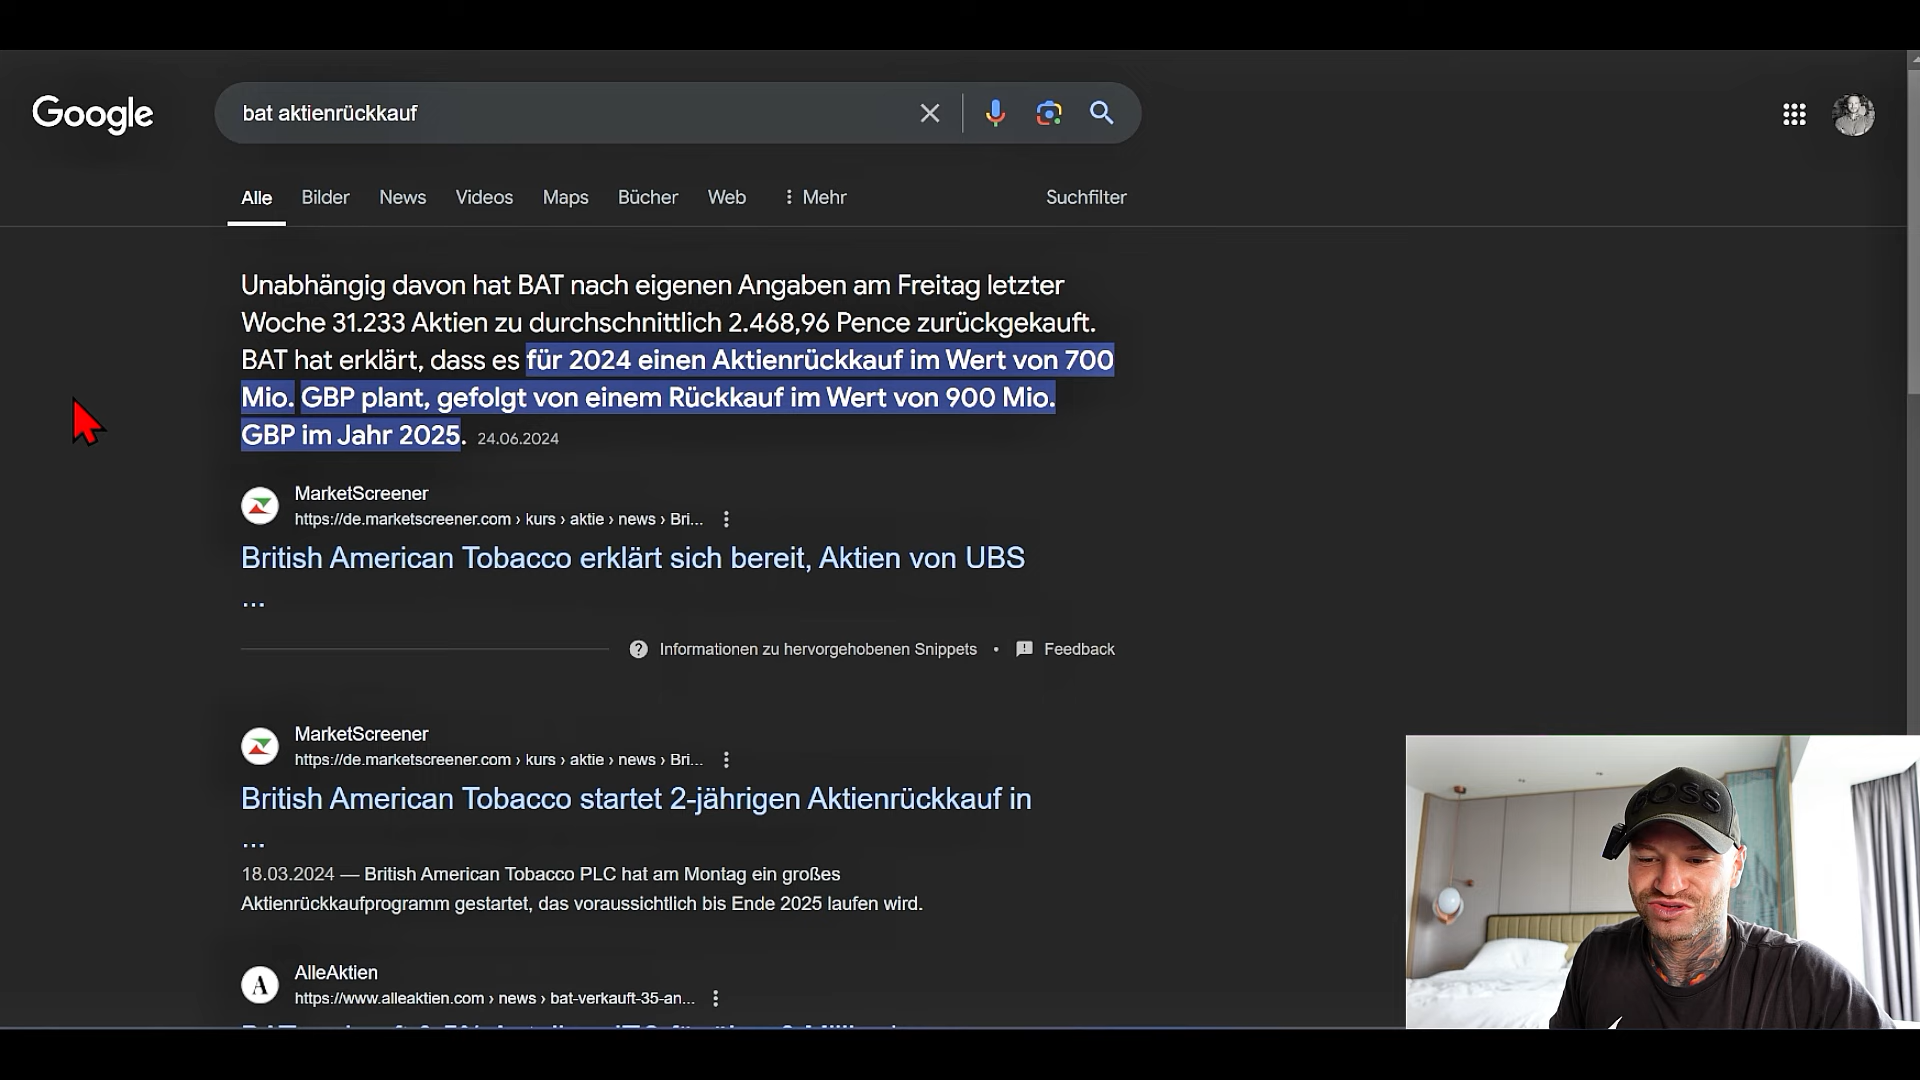 Google
bat aktienrückkauf
Alle Bilder News Videos Maps Bücher Web Mehr Suchfilter
Unabhängig davon hat BAT nach eigenen Angaben am Freitag letzter
Woche 31.233 Aktien zu durchschnittlich 2.468,96 Pence zurückgekauft.
BAT hat erklärt, dass es für 2024 einen Aktienrückkauf im Wert von 700
Mio. GBP plant, gefolgt von einem Rückkauf im Wert von 900 Mio.
GBP im Jahr 2025. 24.06.2024
MarketScreener
https://de.marketscreener.com › kurs › aktie › news › Bri...
British American Tobacco erklärt sich bereit, Aktien von UBS
...
Informationen zu hervorgehobenen Snippets • Feedback
MarketScreener
https://de.marketscreener.com › kurs › aktie › news › Bri...
British American Tobacco startet 2-jährigen Aktienrückkauf in
...
18.03.2024 — British American Tobacco PLC hat am Montag ein großes
Aktienrückkaufprogramm gestartet, das voraussichtlich bis Ende 2025 laufen wird.
AlleAktien
https://www.alleaktien.com › news › bat-verkauft-35-an...
BOSS